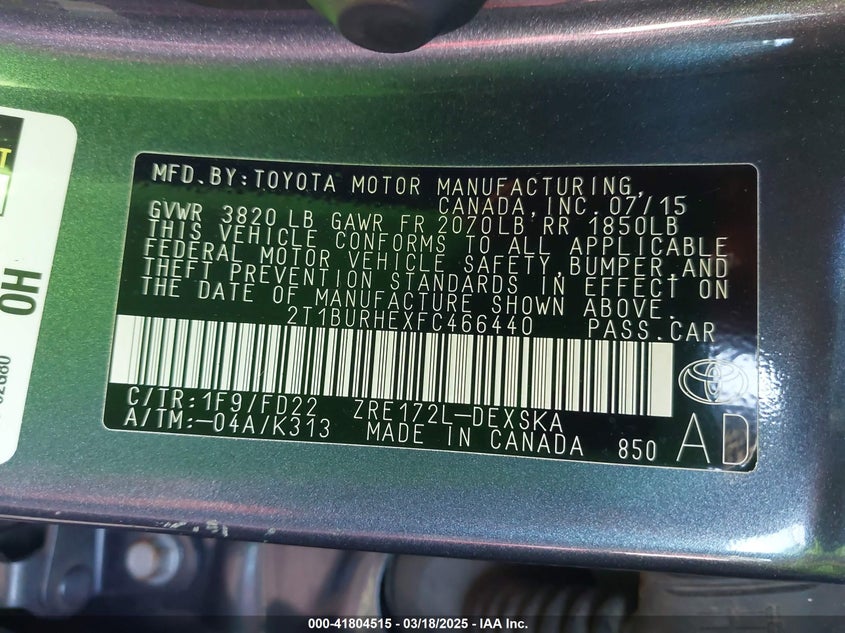 MFD.BY:TOYOTA MOTOR MANUFACTURING,
CANADA,INC.07/15
GVWR 3820 LB GAWR FR 2070LB RR 1850LB
THIS VEHICLE CONFORMS TO ALL APPLICABLE
FEDERAL MOTOR VEHICLE SAFETY,BUMPER,AND
THEFT PREVENTION STANDARDS IN EFFECT ON
THE DATE OF MANUFACTURE SHOWN ABOVE.
2T1BURHEXFC466440 PASS.CAR
C/TR:1F9/FD22 ZRE172L-DEXSKA
A/TM:-04A/K313 MADE IN CANADA 850 AD
OH
000-41804515 — 03/18/2025 — IAA Inc.